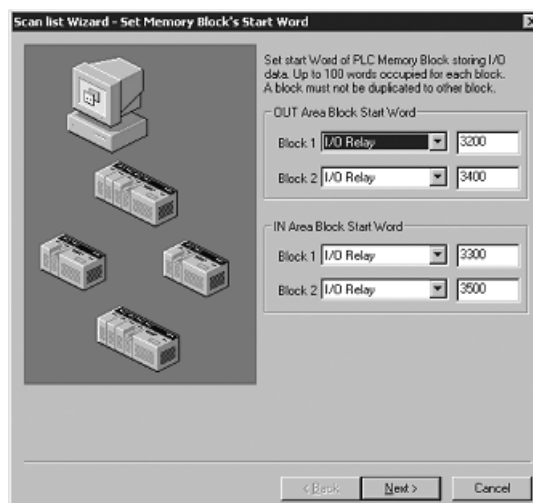 Scan list Wizard - Set Memory Block's Start Word
Set start Word of PLC Memory Block storing I/O
data. Up to 100 words occupied for each block.
A block must not be duplicated to other block.
OUT Area Block Start Word
Block 1 I/O Relay 3200
Block 2 I/O Relay 3400
IN Area Block Start Word
Block 1 I/O Relay 3300
Block 2 I/O Relay 3500
< Back Next > Cancel